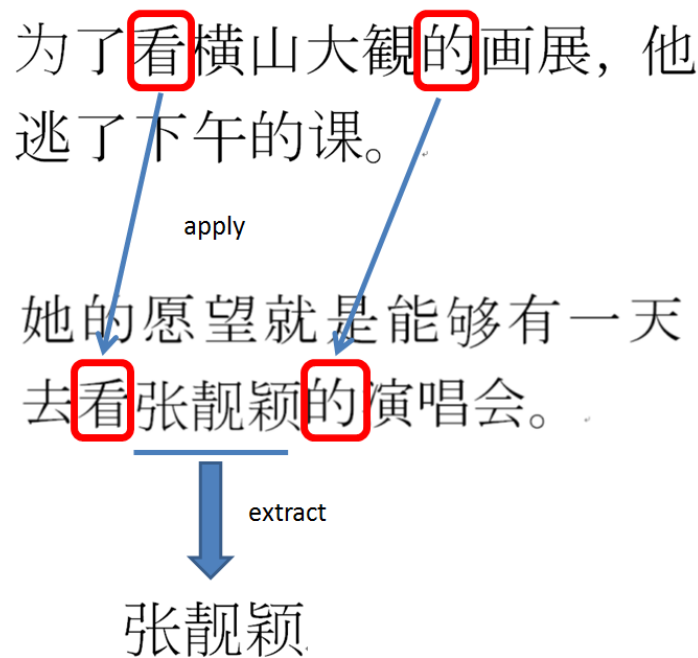 为了看横山大観的画展，他
逃了下午的课。
apply
她的愿望就是能够有一天
去看张靓颖的演唱会。
extract
张靓颖